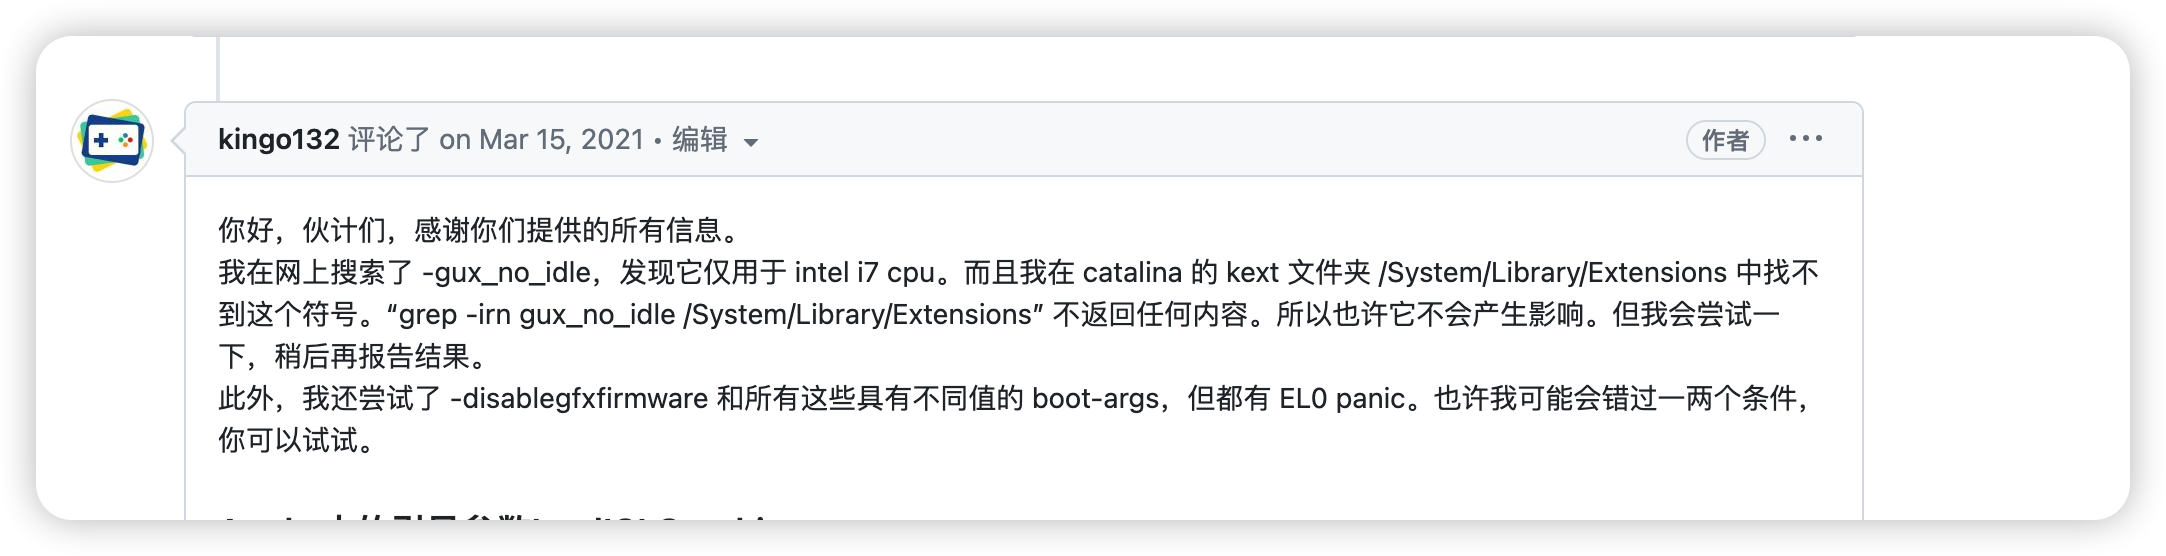 kingo132 评论了 on Mar 15, 2021 • 编辑
作者
你好，伙计们，感谢你们提供的所有信息。
我在网上搜索了 -gux_no_idle，发现它仅用于 intel i7 cpu。而且我在 catalina 的 kext 文件夹 /System/Library/Extensions 中找不
到这个符号。“grep -irn gux_no_idle /System/Library/Extensions” 不返回任何内容。所以也许它不会产生影响。但我会尝试一
下，稍后再报告结果。
此外，我还尝试了 -disablegfxfirmware 和所有这些具有不同值的 boot-args，但都有 EL0 panic。也许我可能会错过一两个条件，
你可以试试。